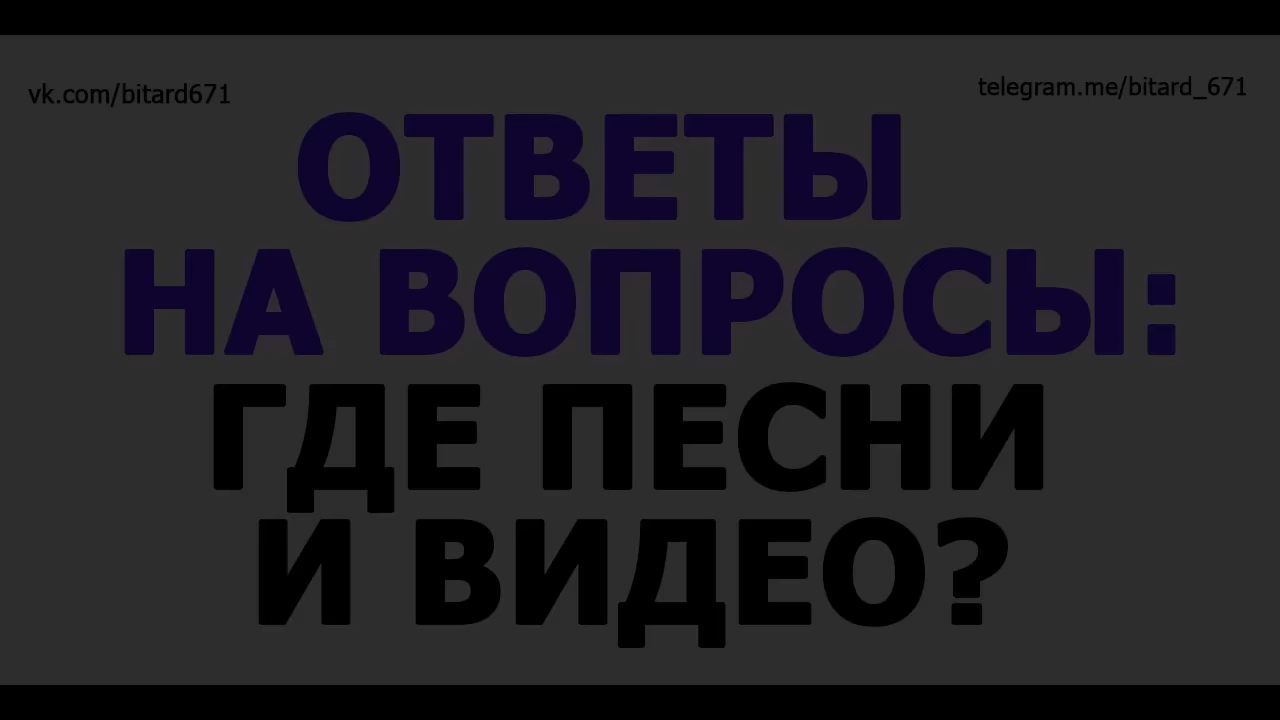 vk.com/bitard671
telegram.me/bitard_671
ОТВЕТЫ
НА ВОПРОСЫ:
ГДЕ ПЕСНИ
И ВИДЕО?